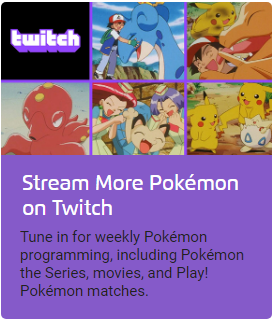 twitch
Stream More Pokémon
on Twitch
Tune in for weekly Pokémon
programming, including Pokémon
the Series, movies, and Play!
Pokémon matches.